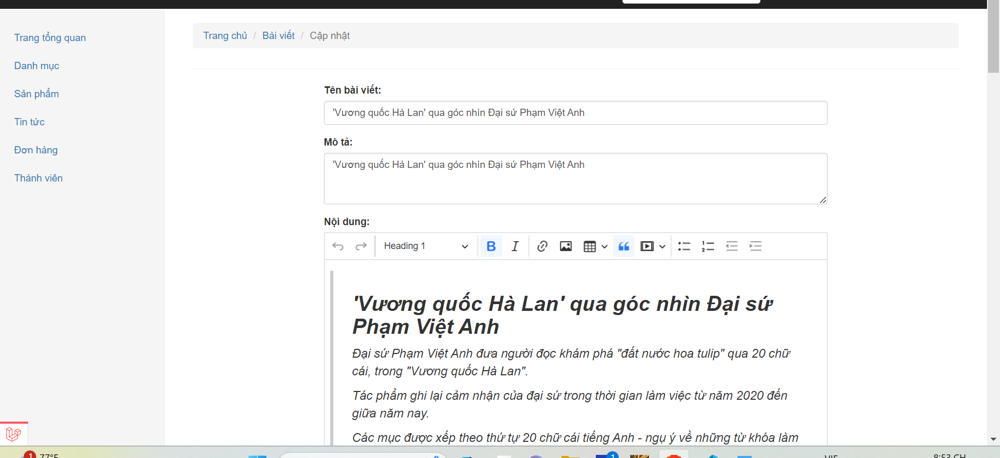 Trang tổng quan
Danh mục
Sản phẩm
Tin tức
Đơn hàng
Thành viên
Trang chủ / Bài viết / Cập nhật
Tên bài viết:
'Vương quốc Hà Lan' qua góc nhìn Đại sứ Phạm Việt Anh
Mô tả:
'Vương quốc Hà Lan' qua góc nhìn Đại sứ Phạm Việt Anh
Nội dung:
Heading 1 B I
'Vương quốc Hà Lan' qua góc nhìn Đại sứ
Phạm Việt Anh
Đại sứ Phạm Việt Anh đưa người đọc khám phá "đất nước hoa tulip" qua 20 chữ
cái, trong "Vương quốc Hà Lan".
Tác phẩm ghi lại cảm nhận của đại sứ trong thời gian làm việc từ năm 2020 đến
giữa năm nay.
Các mục được xếp theo thứ tự 20 chữ cái tiếng Anh - ngụ ý về những từ khóa làm
1 77°F
1
VIE
8:53 CH